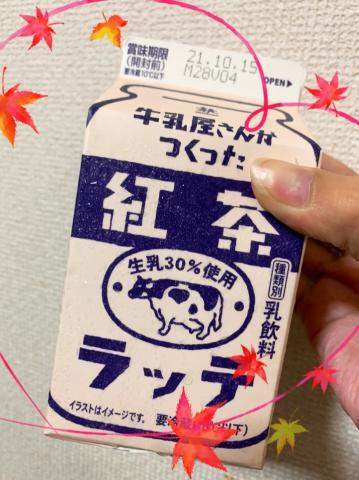 賞味期限
(開封前)
要冷蔵10℃以下
21.10.15
M28V04
OPEN▶
牛乳屋さんが
つくった
紅茶
生乳30%使用
種類別 乳飲料
ラッテ
イラストはイメージです。